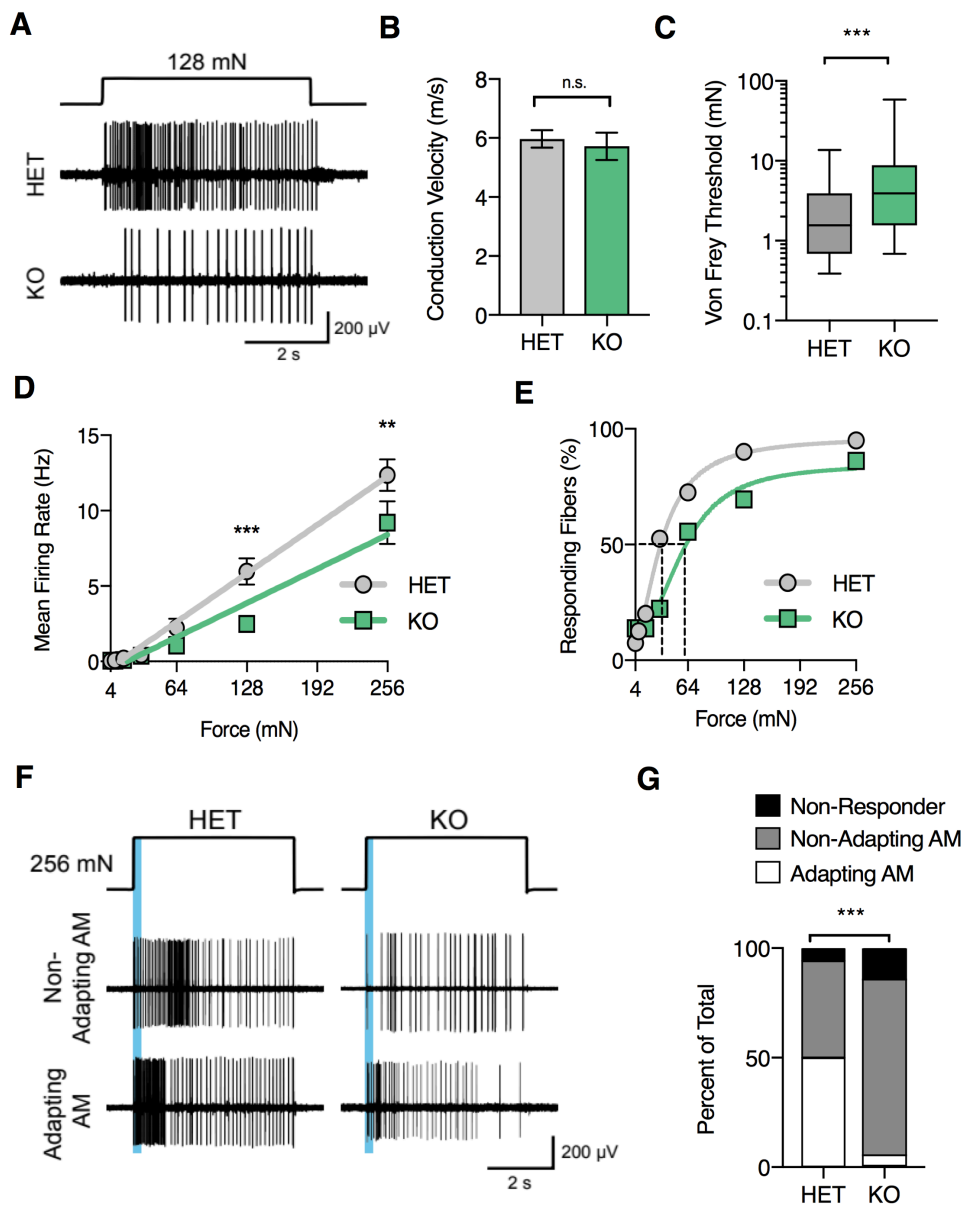 A
128 mN
HET
KO
200 µV
2 s
B
n.s.
Conduction Velocity (m/s)
8
6
4
2
0
HET KO
C
***
Von Frey Threshold (mN)
100
10
1
0.1
HET KO
D
Mean Firing Rate (Hz)
15
10
5
0
***
**
HET
KO
4 64 128 192 256
Force (mN)
E
Responding Fibers (%)
100
50
0
HET
KO
4 64 128 192 256
Force (mN)
F
HET KO
256 mN
Non-
Adapting AM
Adapting
AM
200 µV
2 s
G
Non-Responder
Non-Adapting AM
Adapting AM
***
Percent of Total
100
50
0
HET KO